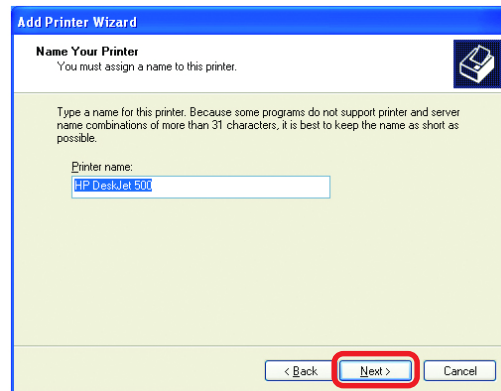 Add Printer Wizard
Name Your Printer
You must assign a name to this printer.
Type a name for this printer. Because some programs do not support printer and server
name combinations of more than 31 characters, it is best to keep the name as short as
possible.
Printer name:
HP DeskJet 500
< Back Next > Cancel